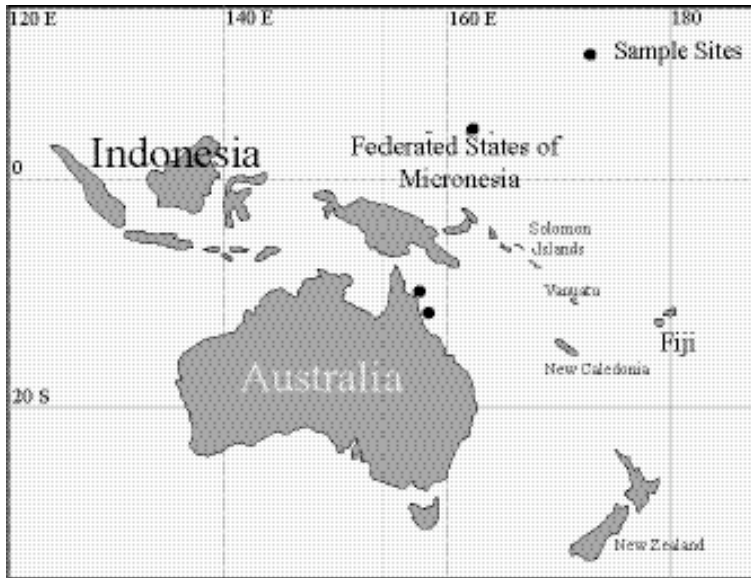 120 E
140 E
160 E
180
Sample Sites
Indonesia
Federated States of
Micronesia
0
Solomon
Islands
Vanuatu
Fiji
New Caledonia
Australia
20 S
New Zealand